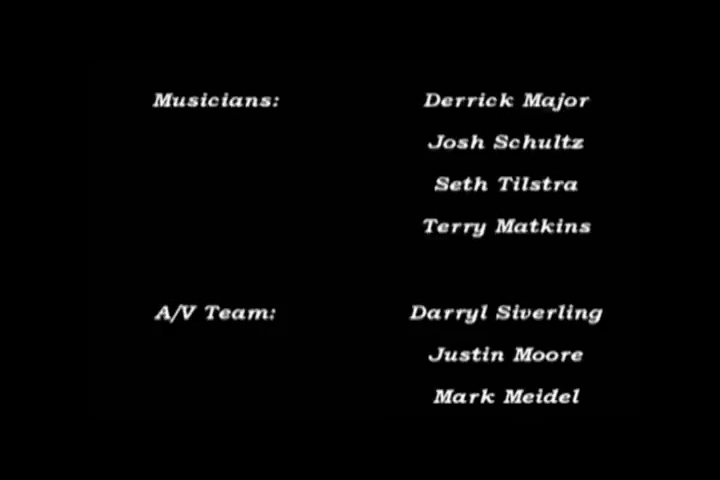 Musicians: Derrick Major
Josh Schultz
Seth Tilstra
Terry Matkins
A/V Team: Darryl Siverling
Justin Moore
Mark Meidel